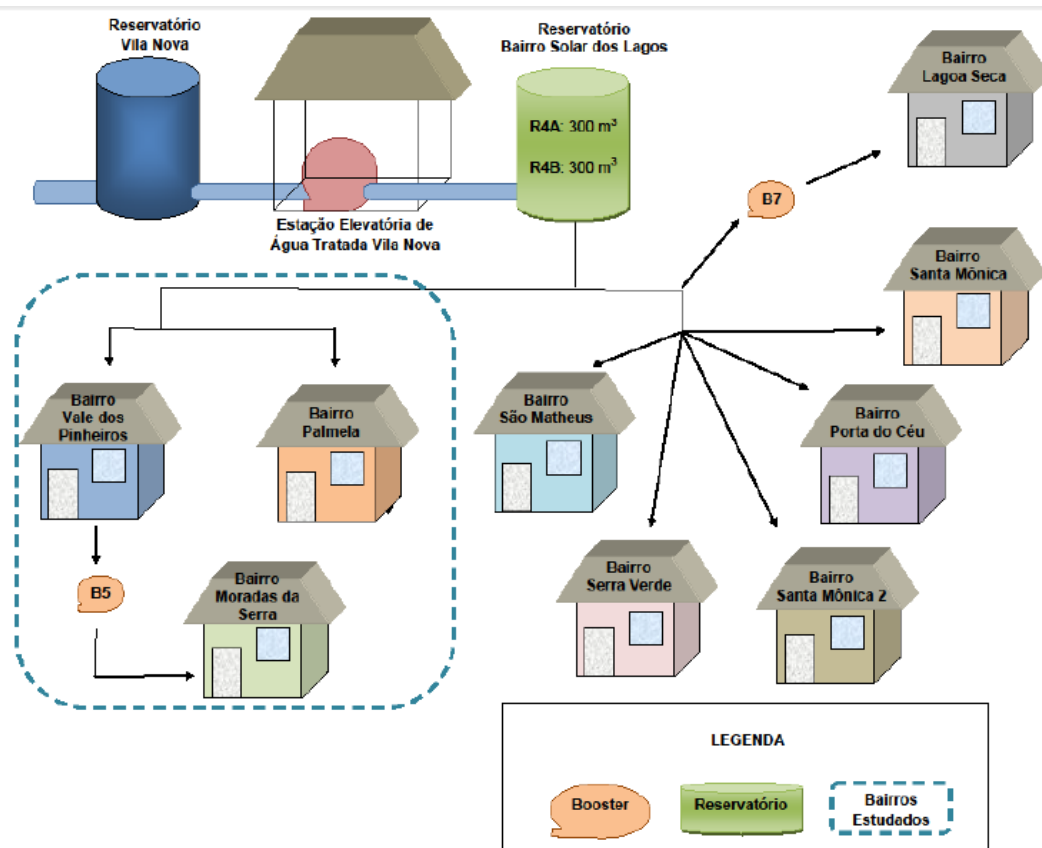 Reservatório
Vila Nova
Reservatório
Bairro Solar dos Lagos
R4A: 300 m³
R4B: 300 m³
Estação Elevatória de
Água Tratada Vila Nova
Bairro
Lagoa Seca
B7
Bairro
Santa Mônica
Bairro
Vale dos
Pinheiros
Bairro
Palmela
Bairro
São Matheus
Bairro
Porta do Céu
B5
Bairro
Moradas da
Serra
Bairro
Serra Verde
Bairro
Santa Mônica 2
LEGENDA
Booster
Reservatório
Bairros
Estudados